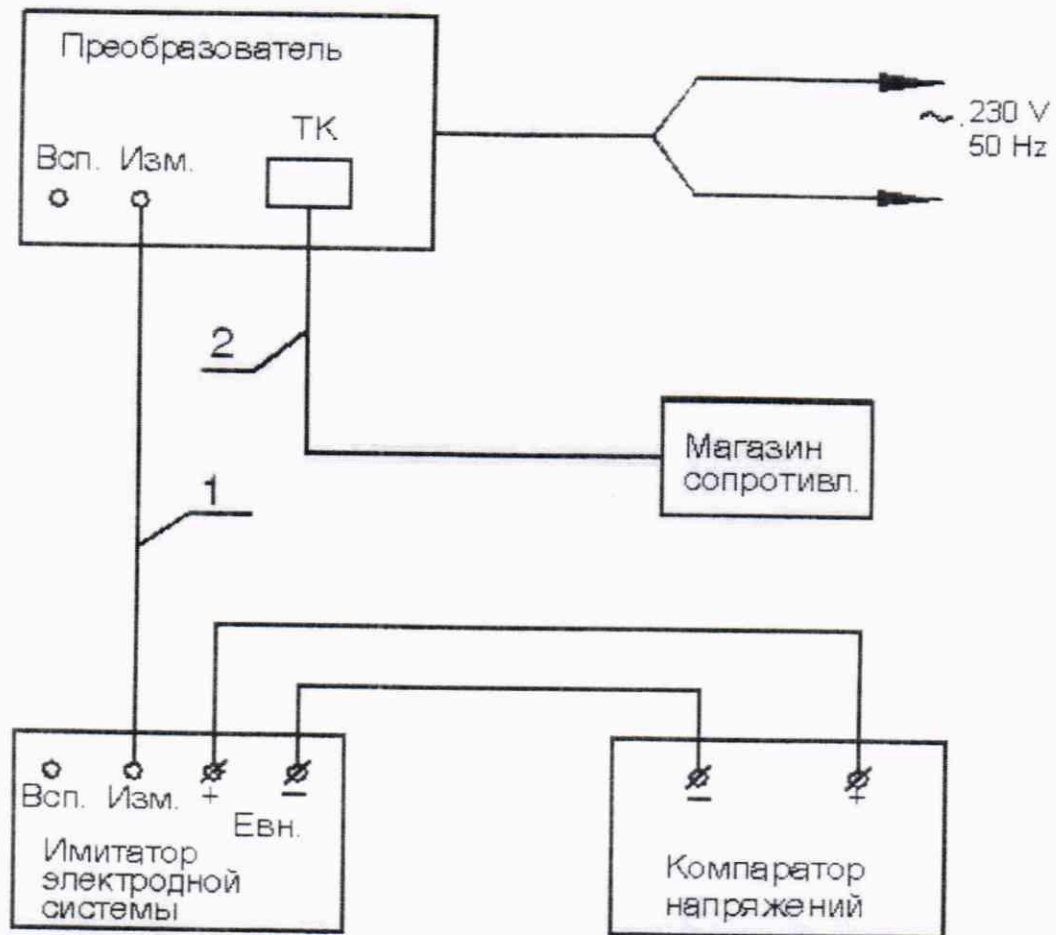 Преобразователь
ТК
Всп. Изм.
~ 230 V
50 Hz
2
Магазин
сопротивл.
1
Всп. Изм. + –
Евн.
Имитатор
электродной
системы
– +
Компаратор
напряжений